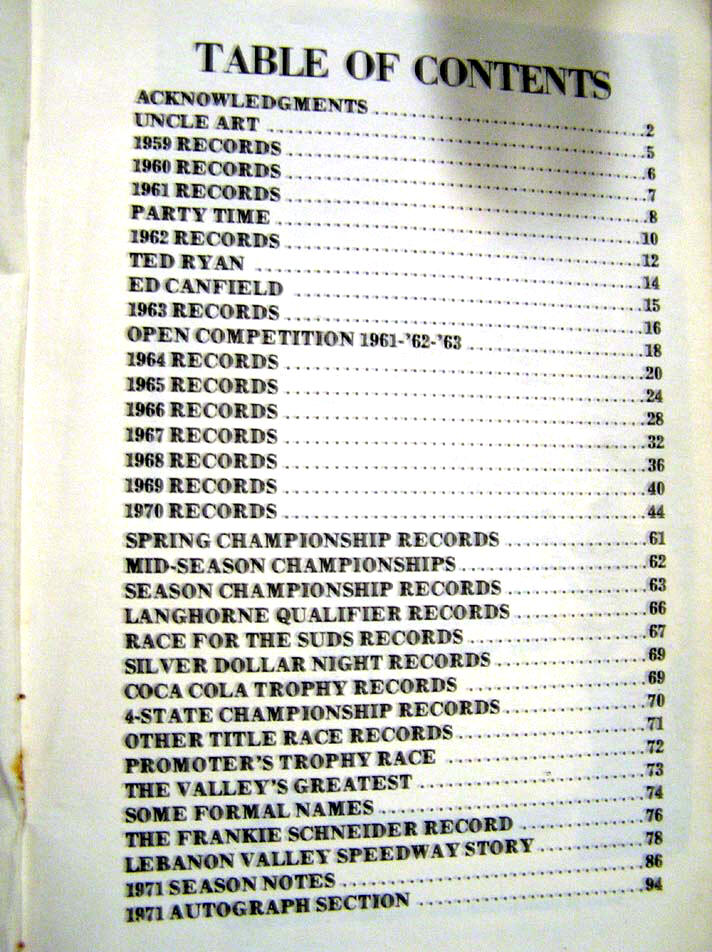 TABLE OF CONTENTS
ACKNOWLEDGMENTS ........ 2
UNCLE ART ........ 5
1959 RECORDS ........ 6
1960 RECORDS ........ 7
1961 RECORDS ........ 8
PARTY TIME ........ 10
1962 RECORDS ........ 12
TED RYAN ........ 14
ED CANFIELD ........ 15
1963 RECORDS ........ 16
OPEN COMPETITION 1961-'62-'63 ........ 18
1964 RECORDS ........ 20
1965 RECORDS ........ 24
1966 RECORDS ........ 28
1967 RECORDS ........ 32
1968 RECORDS ........ 36
1969 RECORDS ........ 40
1970 RECORDS ........ 44
SPRING CHAMPIONSHIP RECORDS ........ 61
MID-SEASON CHAMPIONSHIPS ........ 62
SEASON CHAMPIONSHIP RECORDS ........ 63
LANGHORNE QUALIFIER RECORDS ........ 66
RACE FOR THE SUDS RECORDS ........ 67
SILVER DOLLAR NIGHT RECORDS ........ 69
COCA COLA TROPHY RECORDS ........ 69
4-STATE CHAMPIONSHIP RECORDS ........ 70
OTHER TITLE RACE RECORDS ........ 71
PROMOTER'S TROPHY RACE ........ 72
THE VALLEY'S GREATEST ........ 73
SOME FORMAL NAMES ........ 74
THE FRANKIE SCHNEIDER RECORD ........ 76
LEBANON VALLEY SPEEDWAY STORY ........ 78
1971 SEASON NOTES ........ 86
1971 AUTOGRAPH SECTION ........ 94